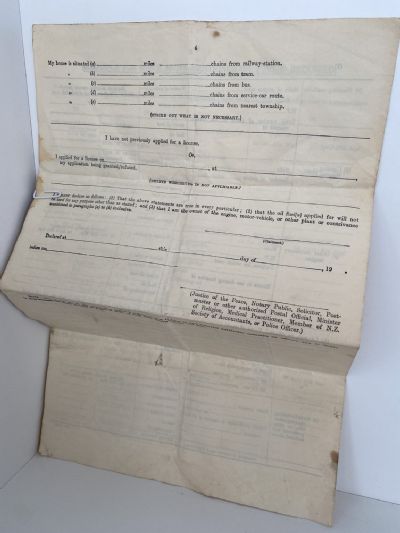 4
My house is situated (a) miles chains from railway-station.
" (b) miles chains from town.
" (c) miles chains from bus.
" (d) miles chains from service-car route.
" (e) miles chains from nearest township.
[STRIKE OUT WHAT IS NOT NECESSARY.]
I have not previously applied for a license.
Or,
I applied for a license on , at ,
my application being granted/refused.
[DELETE WHICHEVER IS NOT APPLICABLE.]
declare as follows: (1) That the above statements are true in every particular; (2) that the oil fuel(s) applied for will not
be used for any purpose other than as stated; and (3) that I am the owner of the engine, motor-vehicle, or other plant or contrivance
mentioned in paragraphs (a) to (h) inclusive.
Declared at
before me, this day of , 19 .
(Justice of the Peace, Notary Public, Solicitor, Post-
master or other authorized Postal Official, Minister
of Religion, Medical Practitioner, Member of N.Z.
Society of Accountants, or Police Officer.)